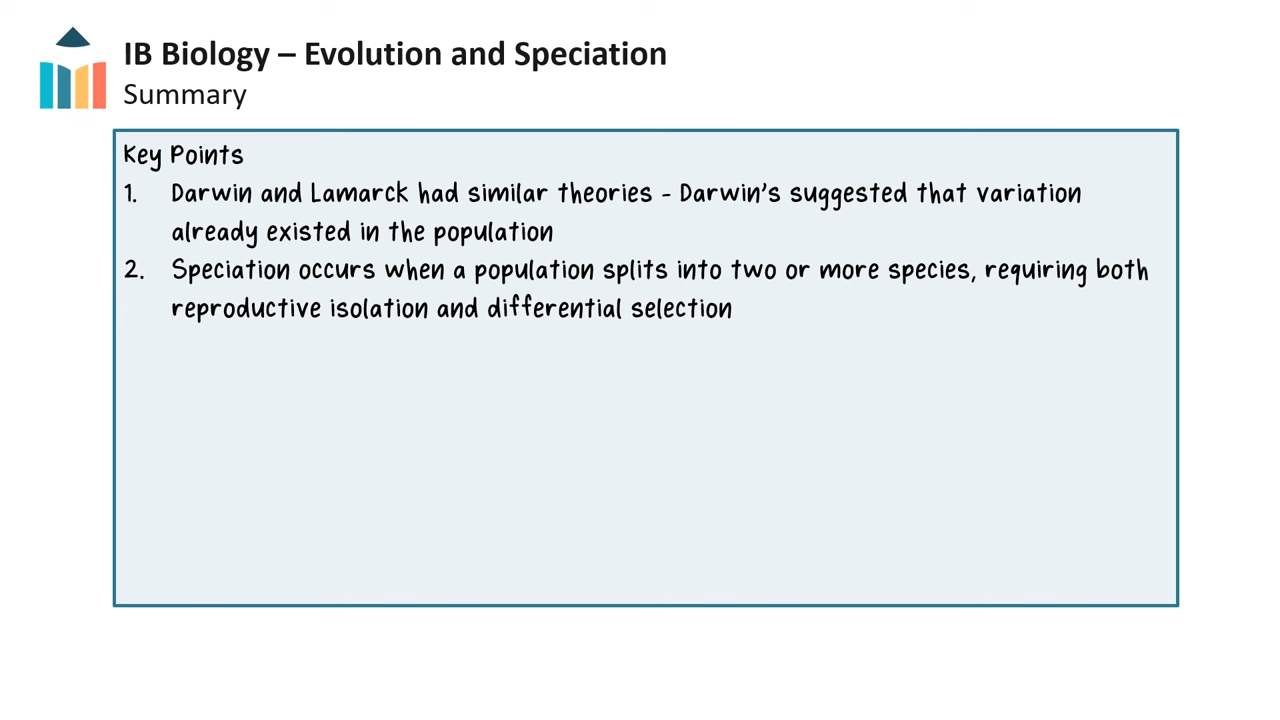 IB Biology – Evolution and Speciation
Summary
Key Points
1. Darwin and Lamarck had similar theories - Darwin's suggested that variation
already existed in the population
2. Speciation occurs when a population splits into two or more species, requiring both
reproductive isolation and differential selection